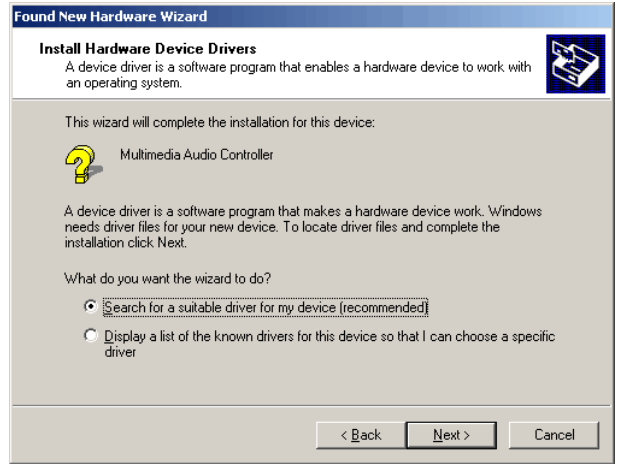 Found New Hardware Wizard
Install Hardware Device Drivers
A device driver is a software program that enables a hardware device to work with
an operating system.
This wizard will complete the installation for this device:
Multimedia Audio Controller
A device driver is a software program that makes a hardware device work. Windows
needs driver files for your new device. To locate driver files and complete the
installation click Next.
What do you want the wizard to do?
Search for a suitable driver for my device (recommended)
Display a list of the known drivers for this device so that I can choose a specific
driver
< Back Next > Cancel